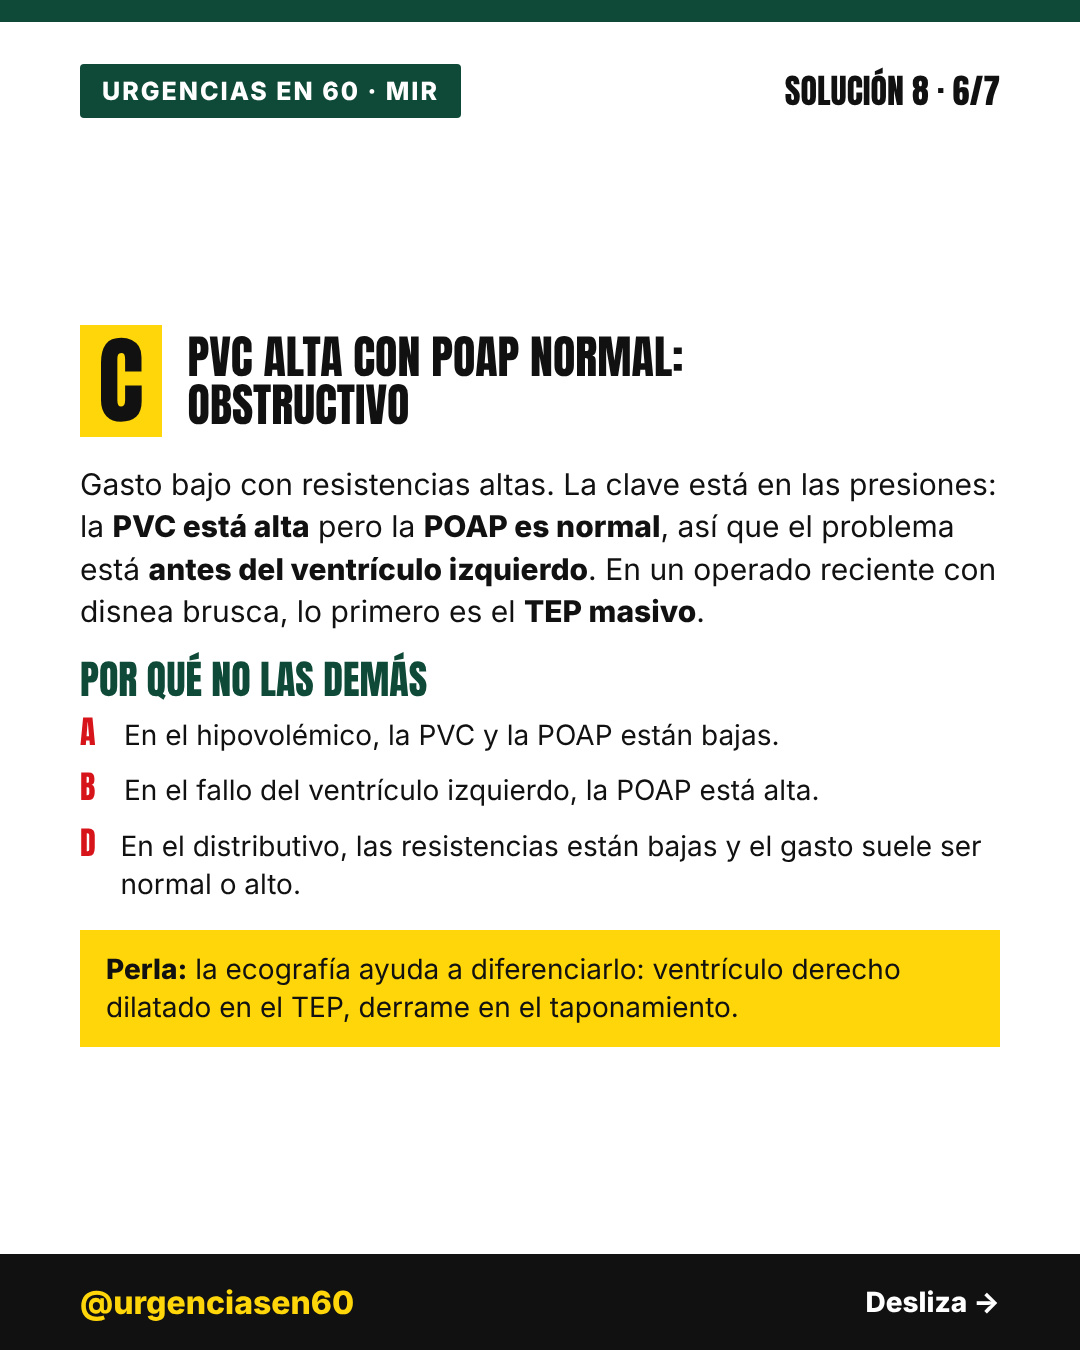 URGENCIAS EN 60 · MIR
SOLUCIÓN 8 · 6/7
C
PVC ALTA CON POAP NORMAL:
OBSTRUCTIVO
Gasto bajo con resistencias altas. La clave está en las presiones:
la PVC está alta pero la POAP es normal, así que el problema
está antes del ventrículo izquierdo. En un operado reciente con
disnea brusca, lo primero es el TEP masivo.
POR QUÉ NO LAS DEMÁS
A En el hipovolémico, la PVC y la POAP están bajas.
B En el fallo del ventrículo izquierdo, la POAP está alta.
D En el distributivo, las resistencias están bajas y el gasto suele ser
normal o alto.
Perla: la ecografía ayuda a diferenciarlo: ventrículo derecho
dilatado en el TEP, derrame en el taponamiento.
@urgenciasen60
Desliza →